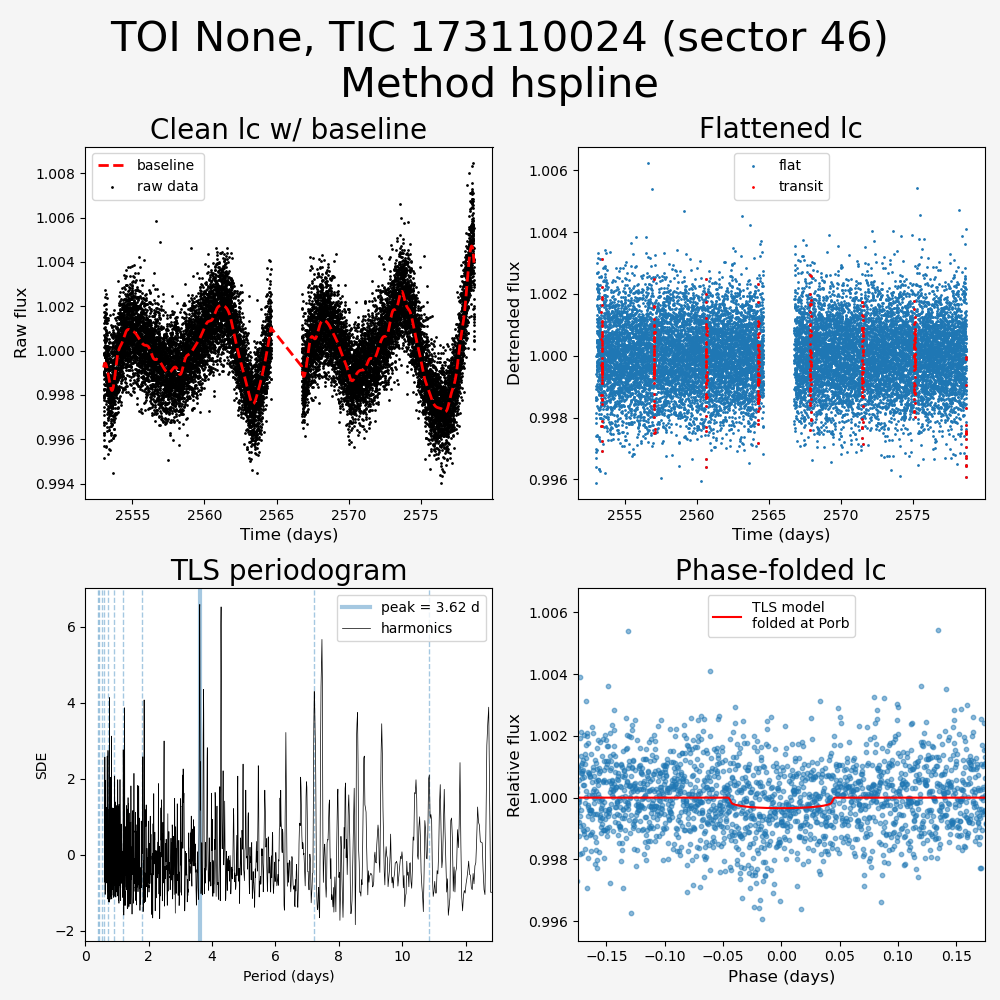 TOI None, TIC 173110024 (sector 46)
Method hspline
Clean lc w/ baseline
baseline
raw data
1.008
1.006
1.004
1.002
1.000
0.998
0.996
0.994
Raw flux
2555
2560
2565
2570
2575
Time (days)
Flattened lc
flat
transit
1.006
1.004
1.002
1.000
0.998
0.996
Detrended flux
2555
2560
2565
2570
2575
Time (days)
TLS periodogram
peak = 3.62 d
harmonics
6
4
2
0
−2
SDE
0
2
4
6
8
10
12
Period (days)
Phase-folded lc
TLS model
folded at Porb
1.006
1.004
1.002
1.000
0.998
0.996
Relative flux
−0.15
−0.10
−0.05
0.00
0.05
0.10
0.15
Phase (days)